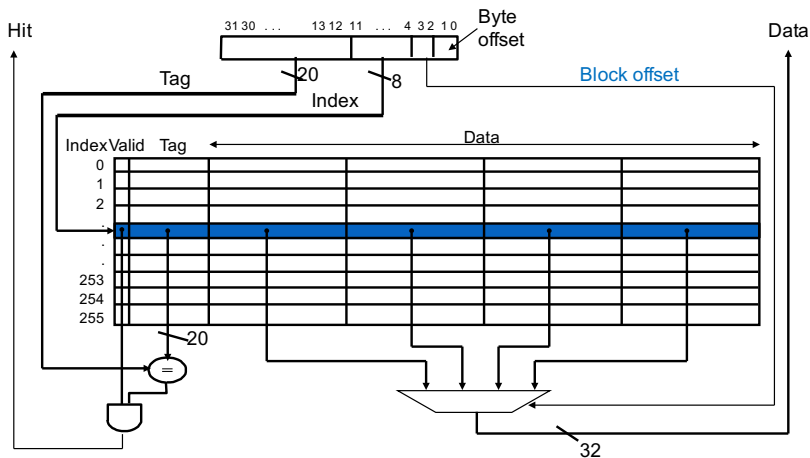 Hit
31 30 . . . 13 12 11 ... 4 3 2 1 0
Byte
offset
Data
Tag
20
8
Block offset
Index
Index Valid Tag
Data
0
1
2
.
.
.
253
254
255
20
=
32